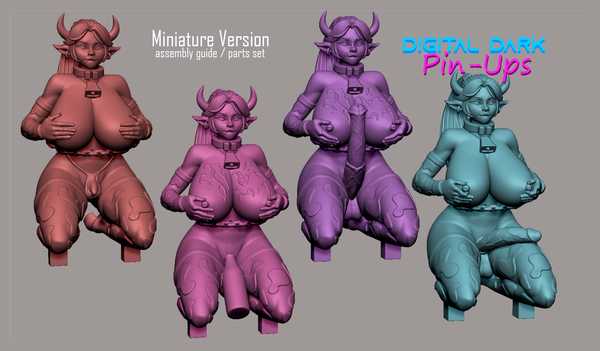 Miniature Version
assembly guide / parts set
DIGITAL DARK
Pin-Ups